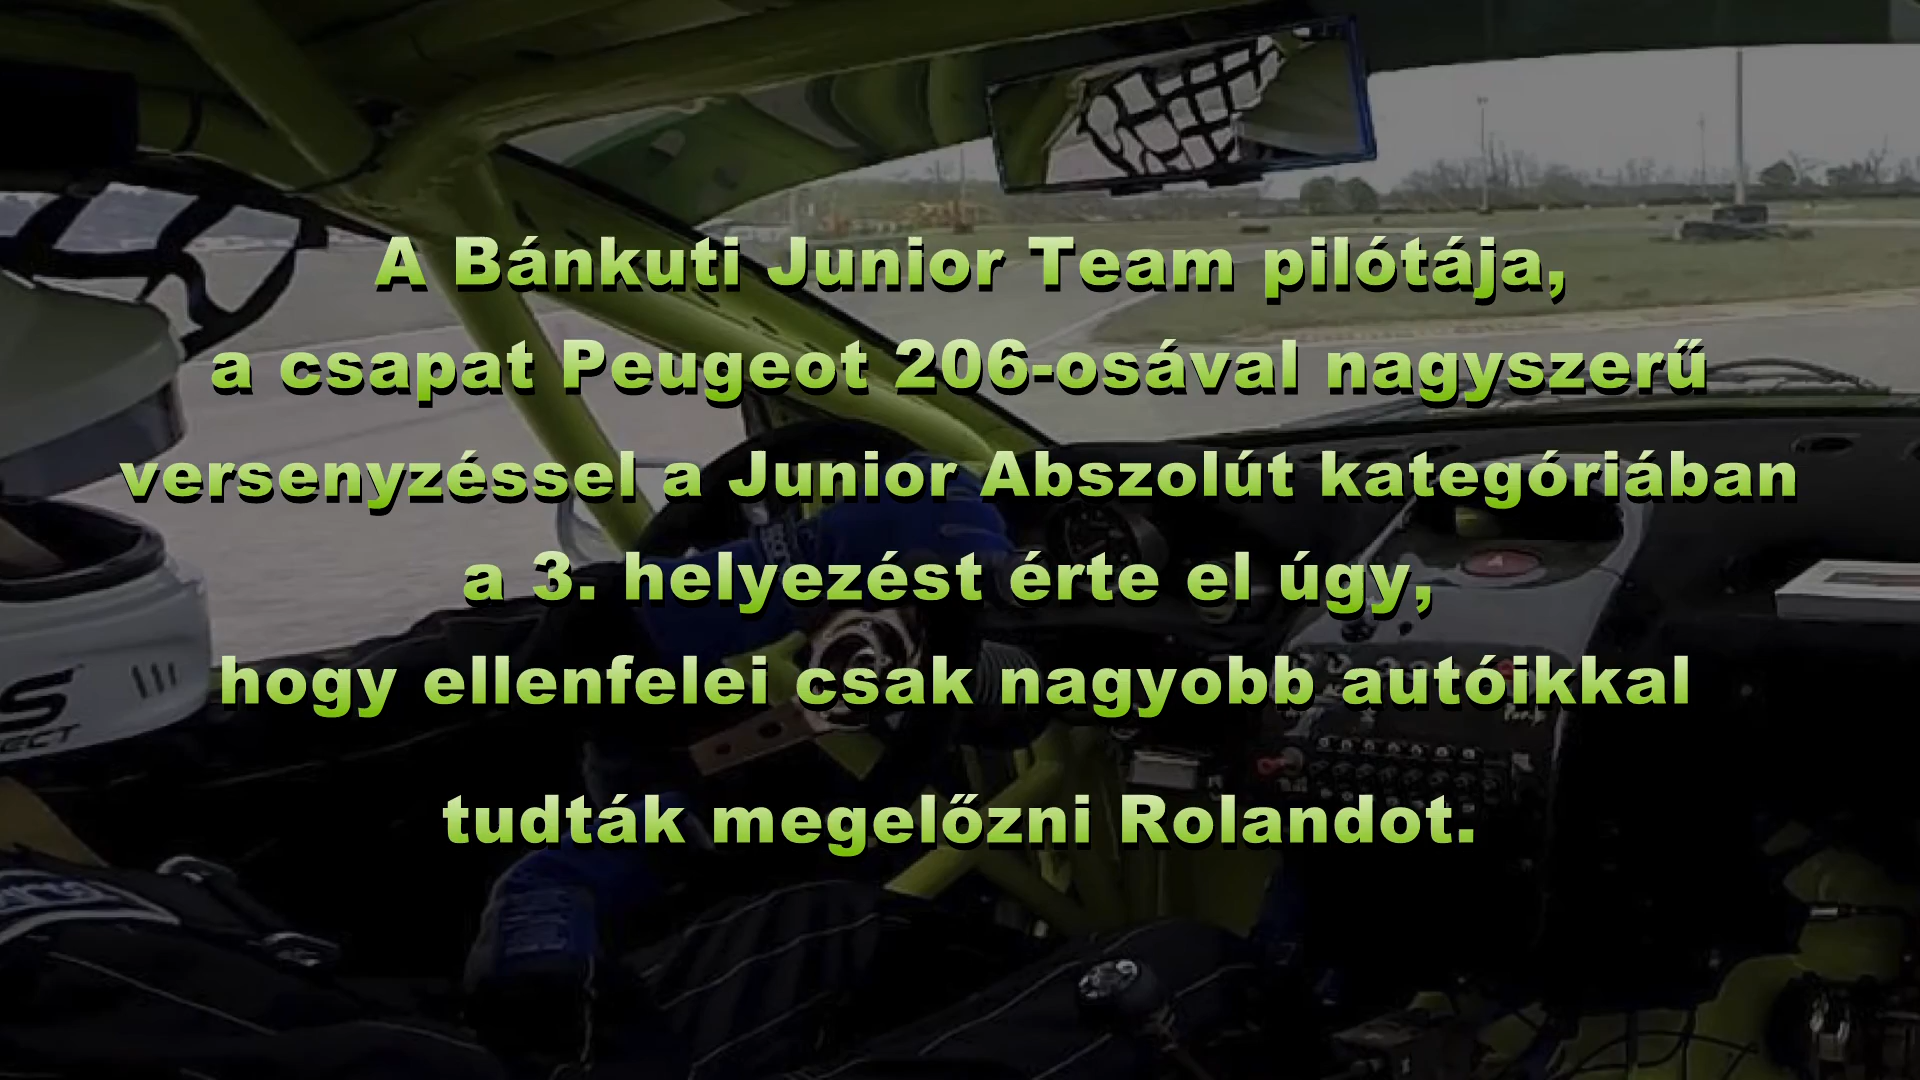 A Bánkuti Junior Team pilótája,
a csapat Peugeot 206-osával nagyszerű
versenyzéssel a Junior Abszolút kategóriában
a 3. helyezést érte el úgy,
hogy ellenfelei csak nagyobb autóikkal
tudták megelőzni Rolandot.